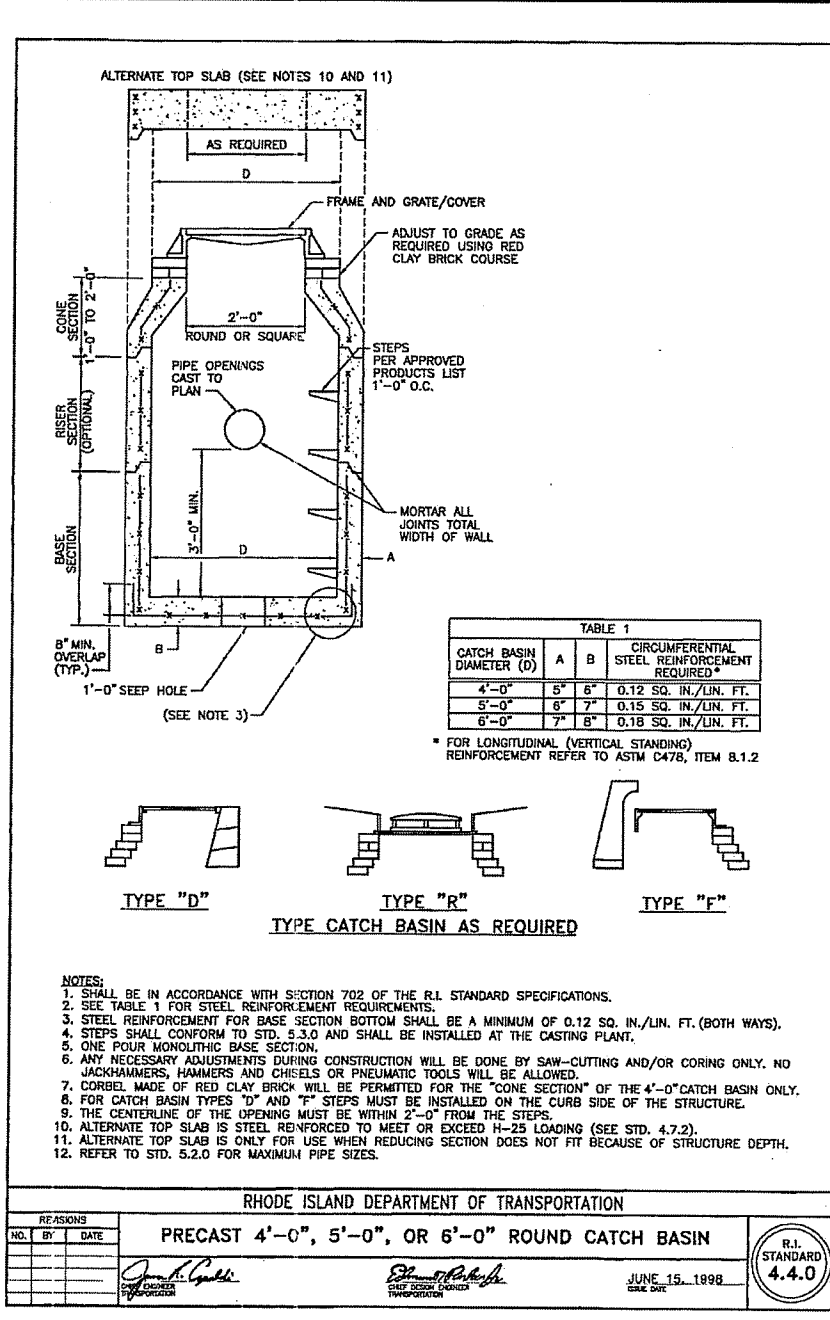 ALTERNATE TOP SLAB (SEE NOTES 10 AND 11)
AS REQUIRED
D
FRAME AND GRATE/COVER
ADJUST TO GRADE AS
REQUIRED USING RED
CLAY BRICK COURSE
CONE
SECTION
1'-0" TO 2'-0"
2'-0"
ROUND OR SQUARE
STEPS
PER APPROVED
PRODUCTS LIST
1'-0" O.C.
PIPE OPENINGS
CAST TO
PLAN
RISER
SECTION
(OPTIONAL)
3'-0" MIN.
MORTAR ALL
JOINTS TOTAL
WIDTH OF WALL
BASE
SECTION
D
A
8" MIN.
OVERLAP
(TYP.)
B
1'-0" SEEP HOLE
(SEE NOTE 3)
TABLE 1
CATCH BASIN
DIAMETER (D)
A
B
CIRCUMFERENTIAL
STEEL REINFORCEMENT
REQUIRED*
4'-0" 5" 6" 0.12 SQ. IN./LIN. FT.
5'-0" 6" 7" 0.15 SQ. IN./LIN. FT.
6'-0" 7" 8" 0.18 SQ. IN./LIN. FT.
* FOR LONGITUDINAL (VERTICAL STANDING)
REINFORCEMENT REFER TO ASTM C478, ITEM 8.1.2
TYPE "D"
TYPE "R"
TYPE "F"
TYPE CATCH BASIN AS REQUIRED
NOTES:
1. SHALL BE IN ACCORDANCE WITH SECTION 702 OF THE R.I. STANDARD SPECIFICATIONS.
2. SEE TABLE 1 FOR STEEL REINFORCEMENT REQUIREMENTS.
3. STEEL REINFORCEMENT FOR BASE SECTION BOTTOM SHALL BE A MINIMUM OF 0.12 SQ. IN./LIN. FT. (BOTH WAYS).
4. STEPS SHALL CONFORM TO STD. 5.3.0 AND SHALL BE INSTALLED AT THE CASTING PLANT.
5. ONE POUR MONOLITHIC BASE SECTION.
6. ANY NECESSARY ADJUSTMENTS DURING CONSTRUCTION WILL BE DONE BY SAW-CUTTING AND/OR CORING ONLY. NO
JACKHAMMERS, HAMMERS AND CHISELS OR PNEUMATIC TOOLS WILL BE ALLOWED.
7. CORBEL MADE OF RED CLAY BRICK WILL BE PERMITTED FOR THE "CONE SECTION" OF THE 4'-0" CATCH BASIN ONLY.
8. FOR CATCH BASIN TYPES "D" AND "F" STEPS MUST BE INSTALLED ON THE CURB SIDE OF THE STRUCTURE.
9. THE CENTERLINE OF THE OPENING MUST BE WITHIN 2'-0" FROM THE STEPS.
10. ALTERNATE TOP SLAB IS STEEL REINFORCED TO MEET OR EXCEED H-25 LOADING (SEE STD. 4.7.2).
11. ALTERNATE TOP SLAB IS ONLY FOR USE WHEN REDUCING SECTION DOES NOT FIT BECAUSE OF STRUCTURE DEPTH.
12. REFER TO STD. 5.2.0 FOR MAXIMUM PIPE SIZES.
RHODE ISLAND DEPARTMENT OF TRANSPORTATION
REVISIONS
NO. BY DATE
PRECAST 4'-0", 5'-0", OR 6'-0" ROUND CATCH BASIN
CHIEF ENGINEER
TRANSPORTATION
CHIEF DESIGN ENGINEER
TRANSPORTATION
JUNE 15, 1998
ISSUE DATE
R.I.
STANDARD
4.4.0